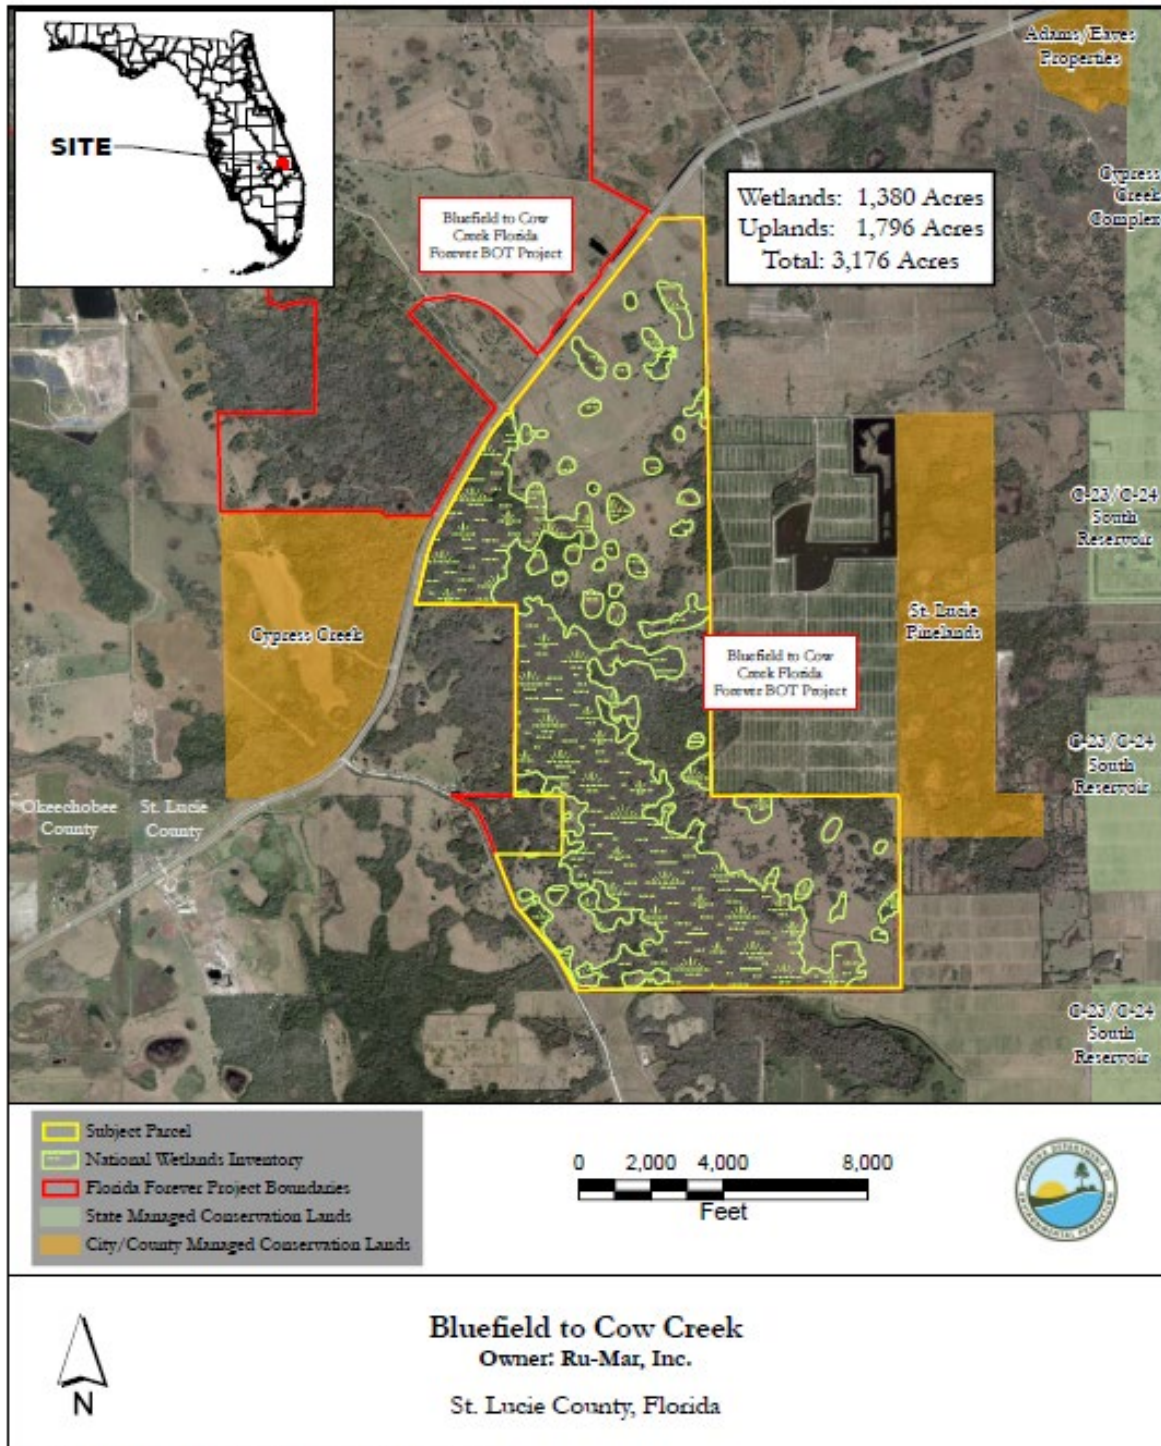 SITE
Adams/Eaves
Properties
Cypress
Creek
Complex
Wetlands: 1,380 Acres
Uplands: 1,796 Acres
Total: 3,176 Acres
Bluefield to Cow
Creek Florida
Forever BOT Project
C-23/C-24
South
Reservoir
Cypress Creek
St. Lucie
Pinelands
Bluefield to Cow
Creek Florida
Forever BOT Project
C-23/C-24
South
Reservoir
Okeechobee
County
St. Lucie
County
C-23/C-24
South
Reservoir
Subject Parcel
National Wetlands Inventory
Florida Forever Project Boundaries
State Managed Conservation Lands
City/County Managed Conservation Lands
0 2,000 4,000 8,000
Feet
FLORIDA DEPARTMENT OF
ENVIRONMENTAL PROTECTION
N
Bluefield to Cow Creek
Owner: Ru-Mar, Inc.
St. Lucie County, Florida